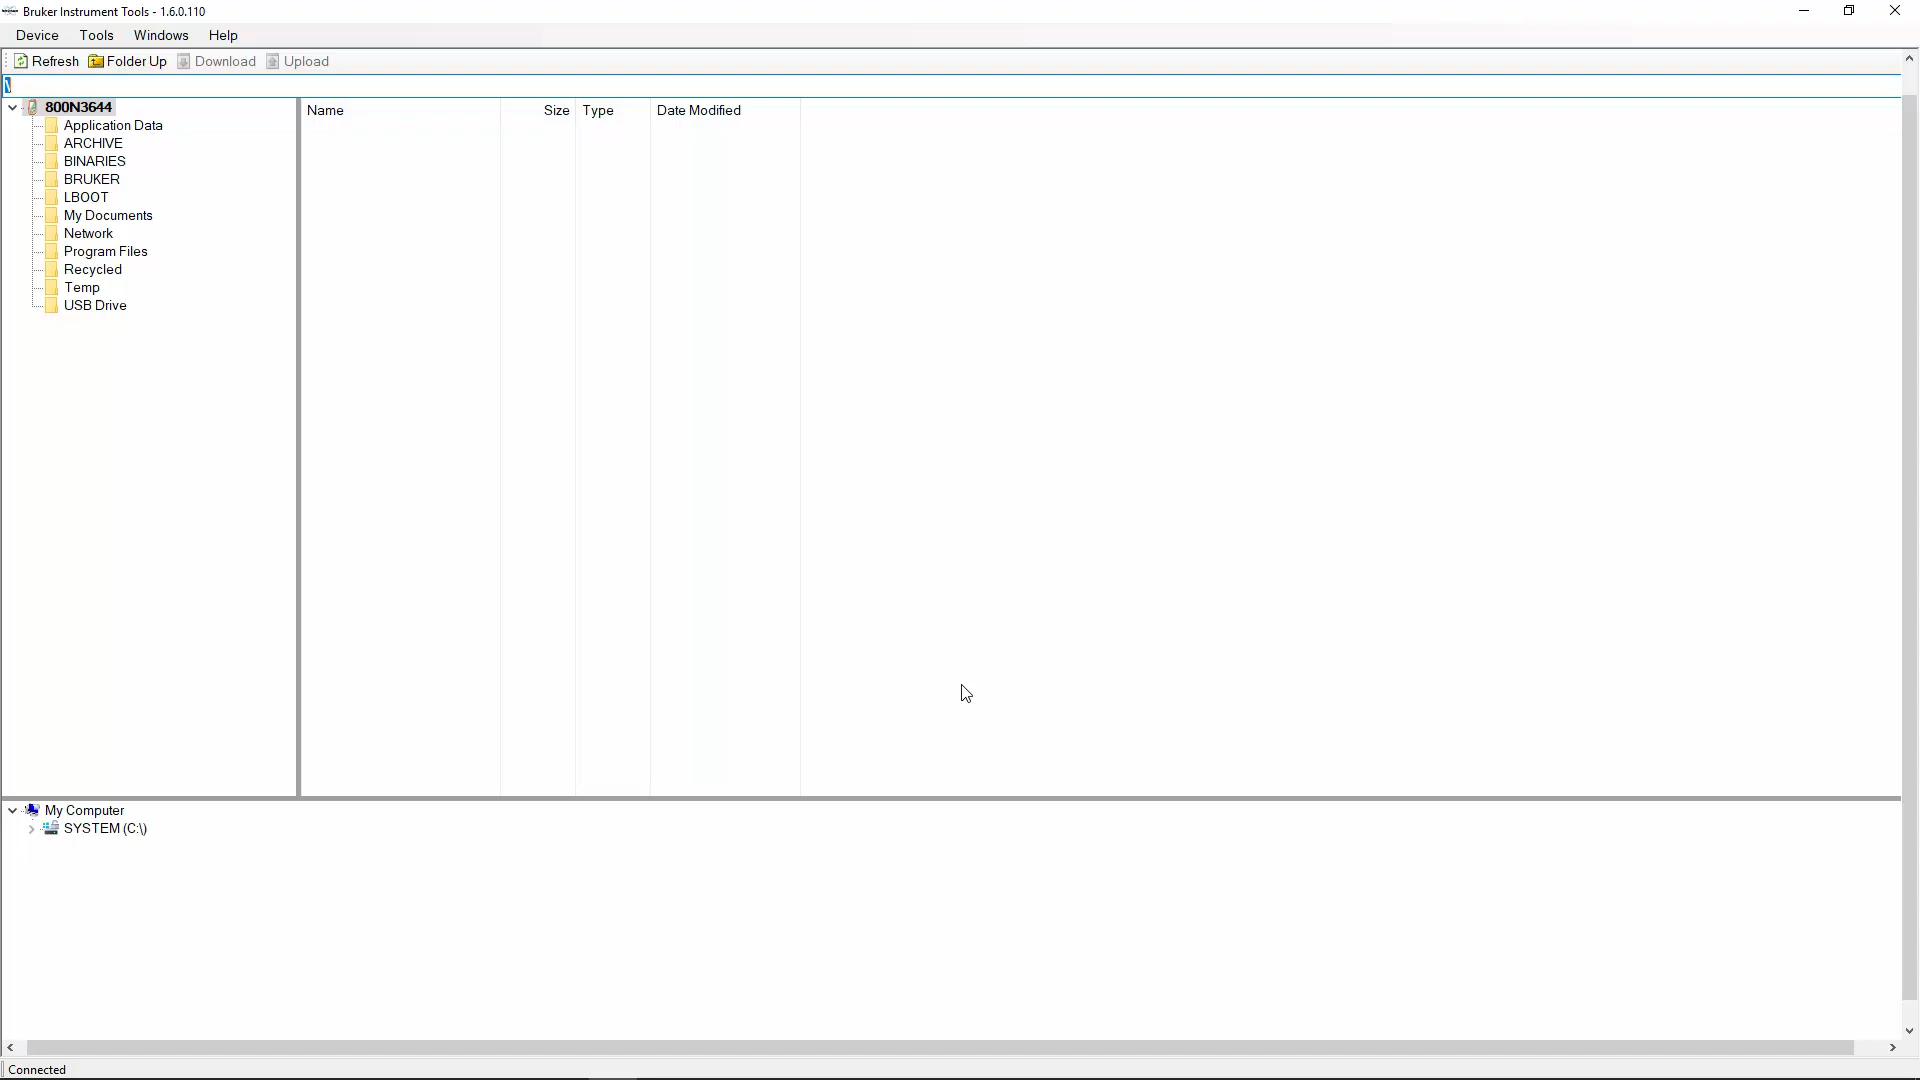 Bruker Instrument Tools - 1.6.0.110
Device Tools Windows Help
Refresh Folder Up Download Upload
\
800N3644
Application Data
ARCHIVE
BINARIES
BRUKER
LBOOT
My Documents
Network
Program Files
Recycled
Temp
USB Drive
Name Size Type Date Modified
My Computer
SYSTEM (C:\)
Connected